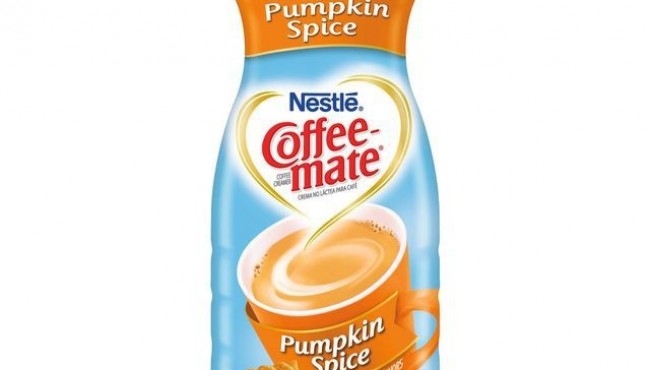 Pumpkin
Spice
Nestlé®
Coffee-
mate®
COFFEE
CREAMER
CREMA NO LÁCTEA PARA CAFÉ
Pumpkin
Spice